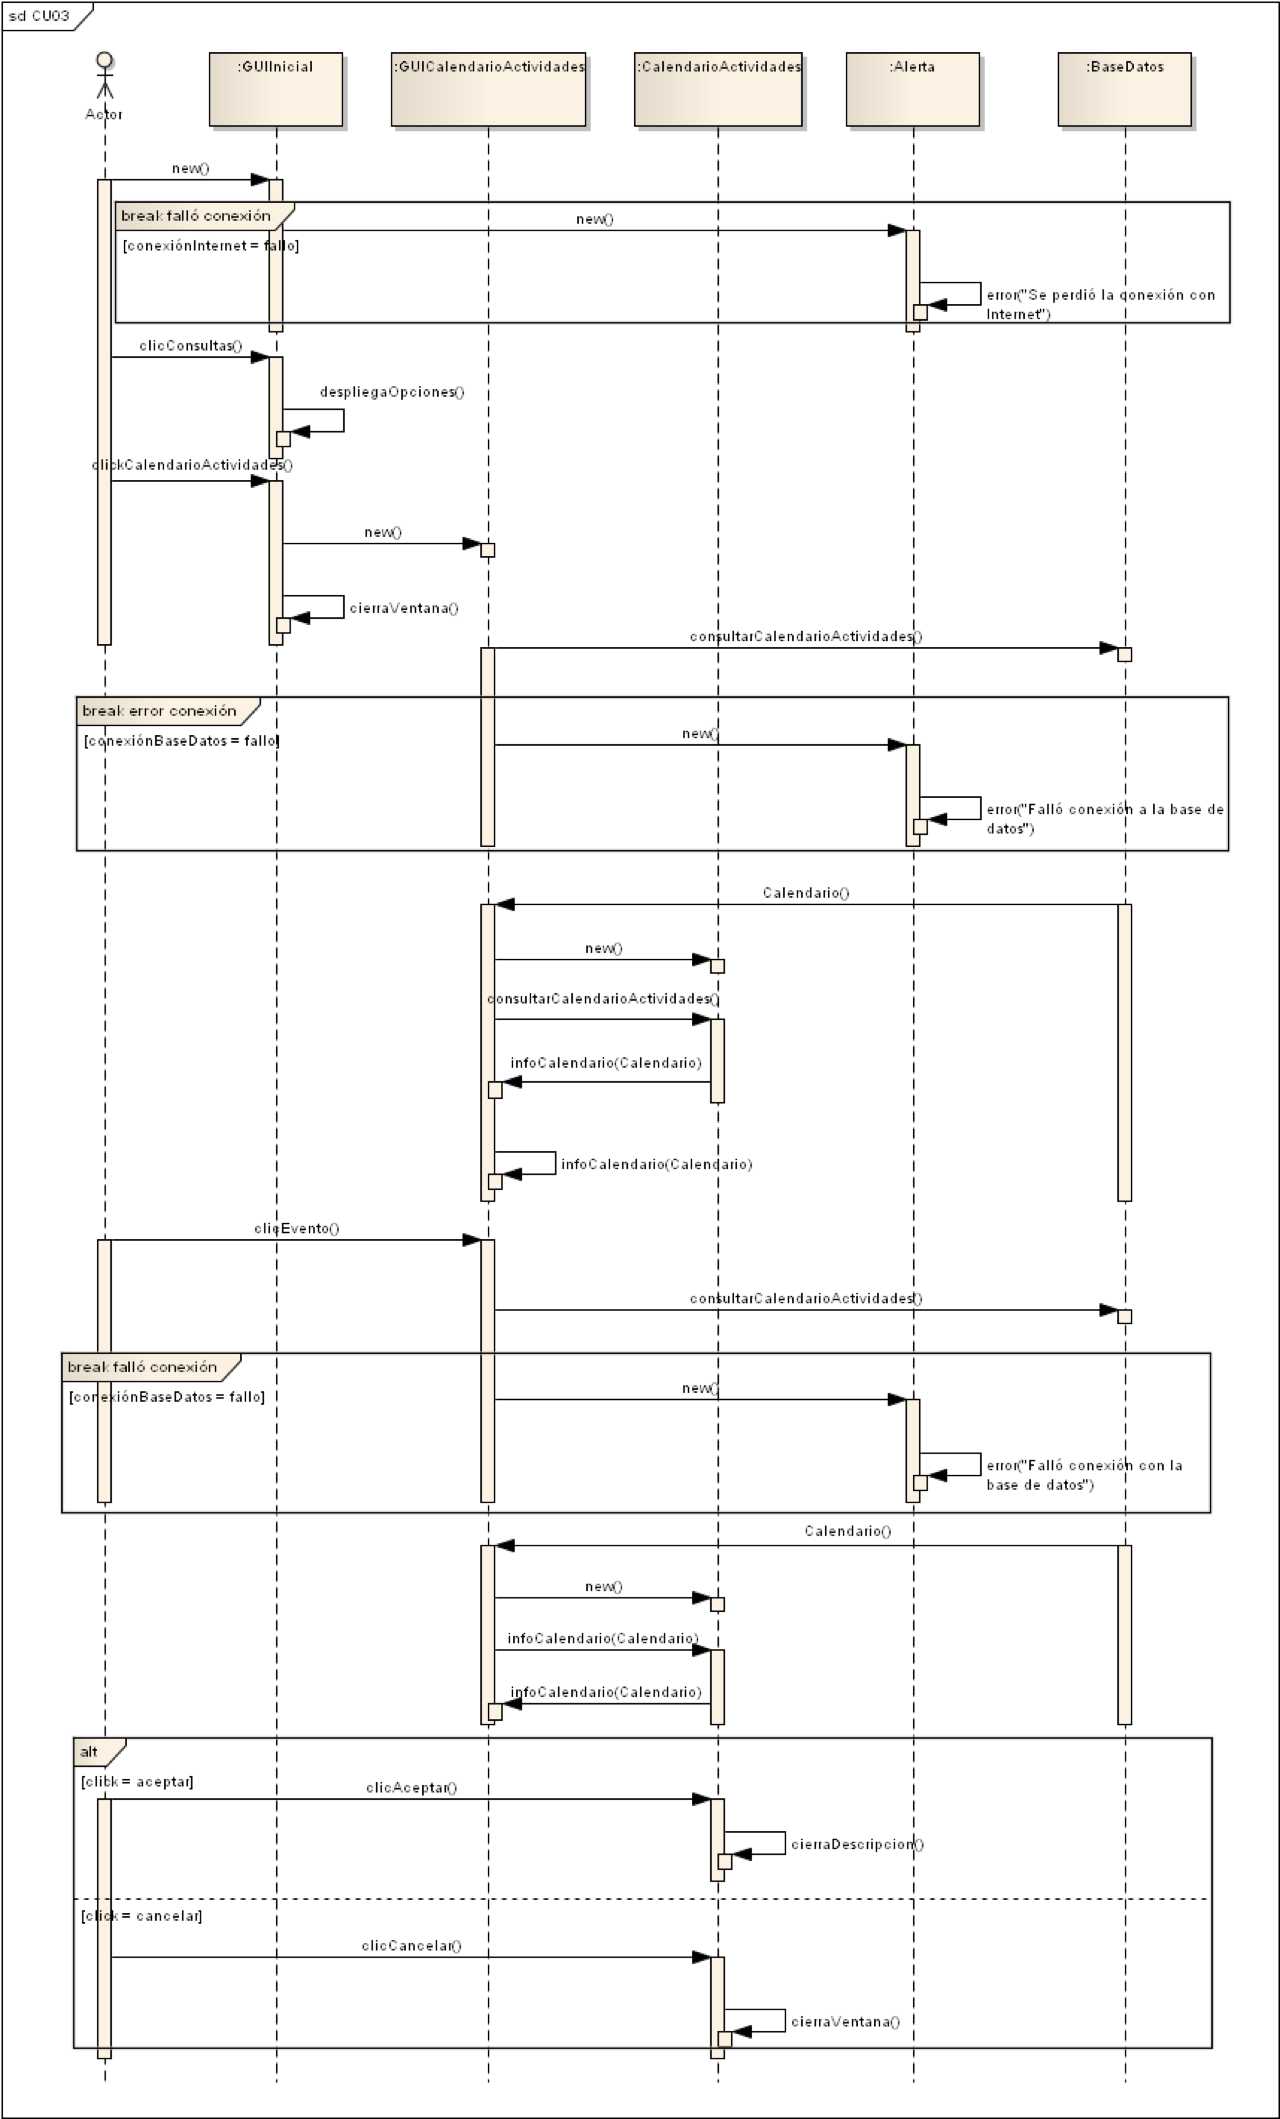 sd CU03
Actor
:GUIInicial
:GUICalendarioActividades
:CalendarioActividades
:Alerta
:BaseDatos
new()
break falló conexión
new()
[conexiónInternet = fallo]
error("Se perdió la conexión con
Internet")
clicConsultas()
despliegaOpciones()
clickCalendarioActividades()
new()
cierraVentana()
consultarCalendarioActividades()
break error conexión
[conexiónBaseDatos = fallo]
new()
error("Falló conexión a la base de
datos")
Calendario()
new()
consultarCalendarioActividades()
infoCalendario(Calendario)
infoCalendario(Calendario)
clicEvento()
consultarCalendarioActividades()
break falló conexión
[conexiónBaseDatos = fallo]
new()
error("Falló conexión con la
base de datos")
Calendario()
new()
infoCalendario(Calendario)
infoCalendario(Calendario)
alt
[click = aceptar]
clicAceptar()
cierraDescripcion()
[click = cancelar]
clicCancelar()
cierraVentana()